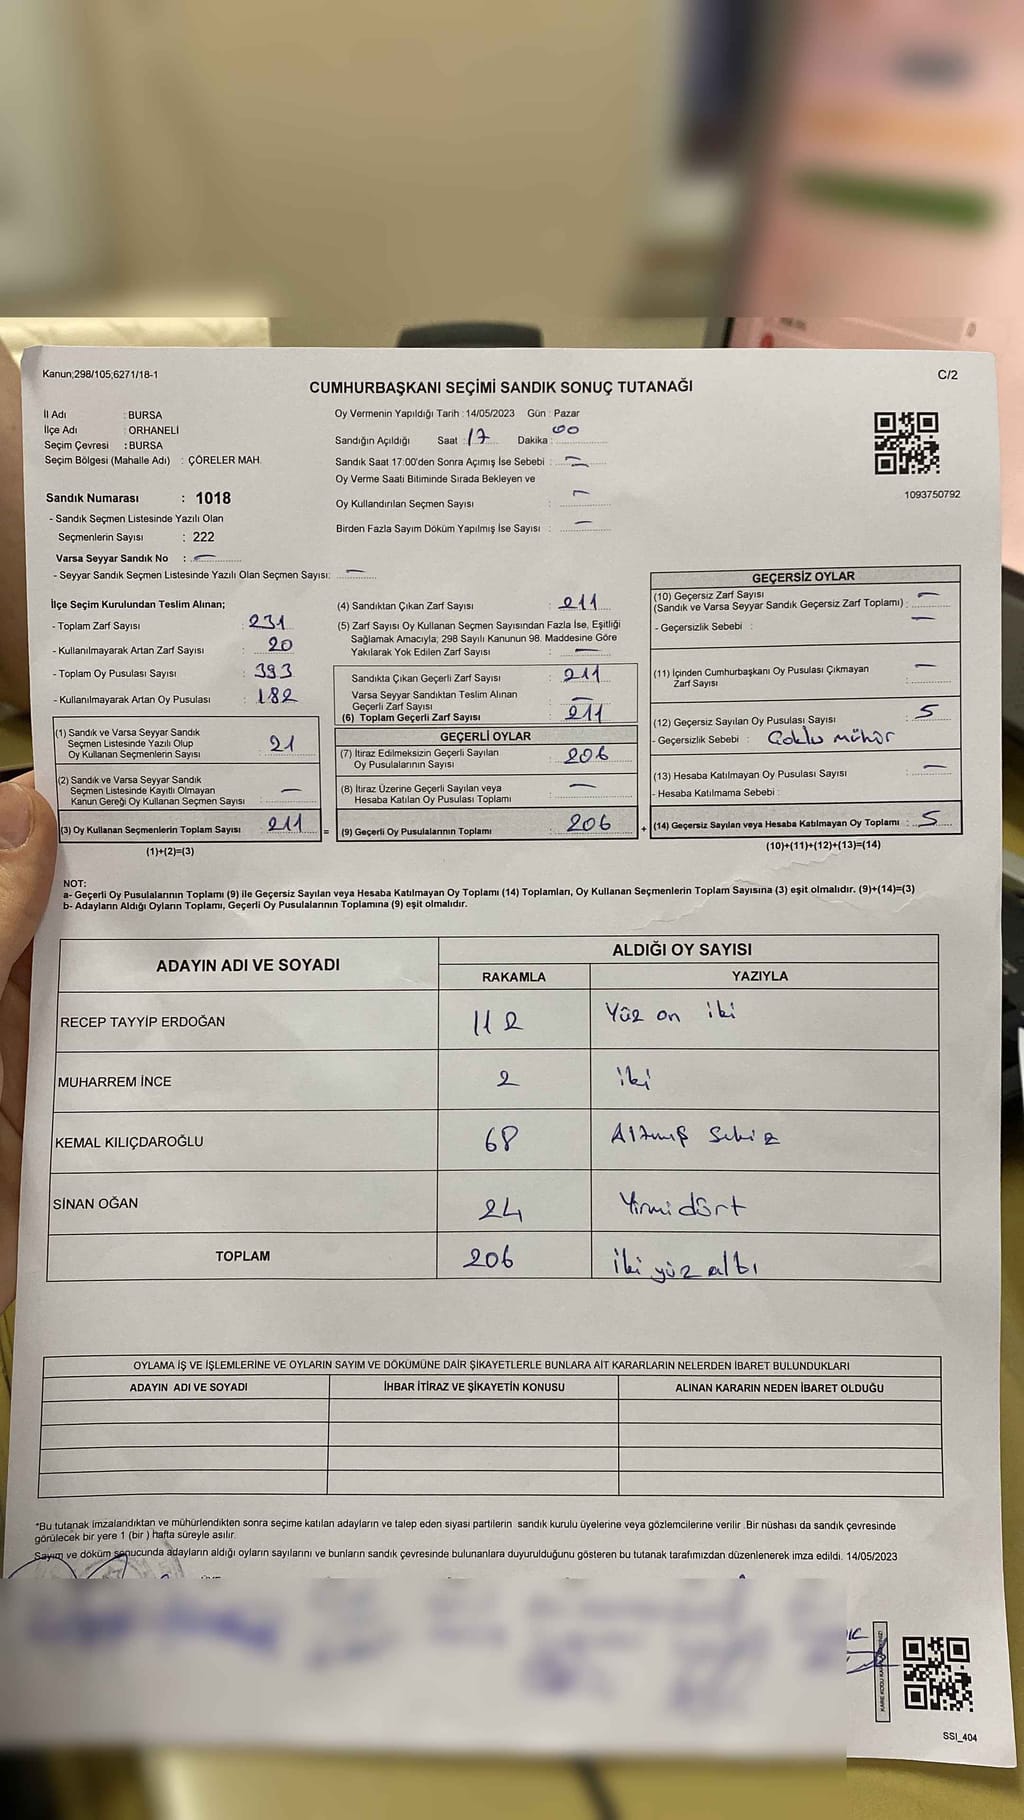 Kanun;298/105;6271/18-1
C/2
CUMHURBAŞKANI SEÇİMİ SANDIK SONUÇ TUTANAĞI
İl Adı : BURSA
İlçe Adı : ORHANELİ
Seçim Çevresi : BURSA
Seçim Bölgesi (Mahalle Adı) : ÇÖRELER MAH.
Oy Vermenin Yapıldığı Tarih : 14/05/2023 Gün : Pazar
Sandığın Açıldığı Saat : 17 Dakika : 00
Sandık Saat 17:00'den Sonra Açımış İse Sebebi : —
Oy Verme Saati Bitiminde Sırada Bekleyen ve
Oy Kullandırılan Seçmen Sayısı : —
Birden Fazla Sayım Döküm Yapılmış İse Sayısı : —
1093750792
Sandık Numarası : 1018
- Sandık Seçmen Listesinde Yazılı Olan
Seçmenlerin Sayısı : 222
Varsa Seyyar Sandık No : —
- Seyyar Sandık Seçmen Listesinde Yazılı Olan Seçmen Sayısı: —
İlçe Seçim Kurulundan Teslim Alınan;
- Toplam Zarf Sayısı : 231
- Kullanılmayarak Artan Zarf Sayısı : 20
- Toplam Oy Pusulası Sayısı : 393
- Kullanılmayarak Artan Oy Pusulası : 182
(1) Sandık ve Varsa Seyyar Sandık
Seçmen Listesinde Yazılı Olup
Oy Kullanan Seçmenlerin Sayısı : 21
(2) Sandık ve Varsa Seyyar Sandık
Seçmen Listesinde Kayıtlı Olmayan
Kanun Gereği Oy Kullanan Seçmen Sayısı : —
(3) Oy Kullanan Seçmenlerin Toplam Sayısı : 211
(1)+(2)=(3)
(4) Sandıktan Çıkan Zarf Sayısı : 211
(5) Zarf Sayısı Oy Kullanan Seçmen Sayısından Fazla İse, Eşitliği
Sağlamak Amacıyla; 298 Sayılı Kanunun 98. Maddesine Göre
Yakılarak Yok Edilen Zarf Sayısı : —
Sandıkta Çıkan Geçerli Zarf Sayısı : 211
Varsa Seyyar Sandıktan Teslim Alınan
Geçerli Zarf Sayısı : —
(6) Toplam Geçerli Zarf Sayısı : 211
GEÇERLİ OYLAR
(7) İtiraz Edilmeksizin Geçerli Sayılan
Oy Pusulalarının Sayısı : 206
(8) İtiraz Üzerine Geçerli Sayılan veya
Hesaba Katılan Oy Pusulası Toplamı : —
= (9) Geçerli Oy Pusulalarının Toplamı : 206
GEÇERSİZ OYLAR
(10) Geçersiz Zarf Sayısı
(Sandık ve Varsa Seyyar Sandık Geçersiz Zarf Toplamı) : —
- Geçersizlik Sebebi : —
(11) İçinden Cumhurbaşkanı Oy Pusulası Çıkmayan
Zarf Sayısı : —
(12) Geçersiz Sayılan Oy Pusulası Sayısı : 5
- Geçersizlik Sebebi : Çoklu mühür
(13) Hesaba Katılmayan Oy Pusulası Sayısı : —
- Hesaba Katılmama Sebebi :
+ (14) Geçersiz Sayılan veya Hesaba Katılmayan Oy Toplamı : 5
(10)+(11)+(12)+(13)=(14)
NOT:
a- Geçerli Oy Pusulalarının Toplamı (9) ile Geçersiz Sayılan veya Hesaba Katılmayan Oy Toplamı (14) Toplamları, Oy Kullanan Seçmenlerin Toplam Sayısına (3) eşit olmalıdır. (9)+(14)=(3)
b- Adayların Aldığı Oyların Toplamı, Geçerli Oy Pusulalarının Toplamına (9) eşit olmalıdır.
ADAYIN ADI VE SOYADI
ALDIĞI OY SAYISI
RAKAMLA YAZIYLA
RECEP TAYYİP ERDOĞAN 112 Yüz on iki
MUHARREM İNCE 2 iki
KEMAL KILIÇDAROĞLU 68 Altmış Sekiz
SİNAN OĞAN 24 Yirmi dört
TOPLAM 206 iki yüz altı
OYLAMA İŞ VE İŞLEMLERİNE VE OYLARIN SAYIM VE DÖKÜMÜNE DAİR ŞİKAYETLERLE BUNLARA AİT KARARLARIN NELERDEN İBARET BULUNDUKLARI
ADAYIN ADI VE SOYADI İHBAR İTİRAZ VE ŞİKAYETİN KONUSU ALINAN KARARIN NEDEN İBARET OLDUĞU
*Bu tutanak imzalandıktan ve mühürlendikten sonra seçime katılan adayların ve talep eden siyasi partilerin sandık kurulu üyelerine veya gözlemcilerine verilir .Bir nüshası da sandık çevresinde
görülecek bir yere 1 (bir ) hafta süreyle asılır.
Sayım ve döküm sonucunda adayların aldığı oyların sayılarını ve bunların sandık çevresinde bulunanlara duyurulduğunu gösteren bu tutanak tarafımızdan düzenlenerek imza edildi. 14/05/2023
SSI_404